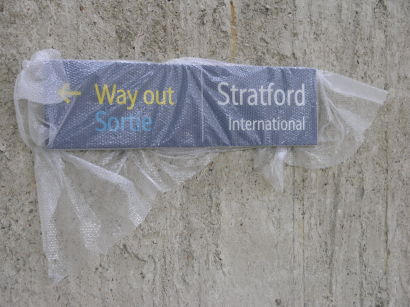 Way out
Sortie
Stratford
International